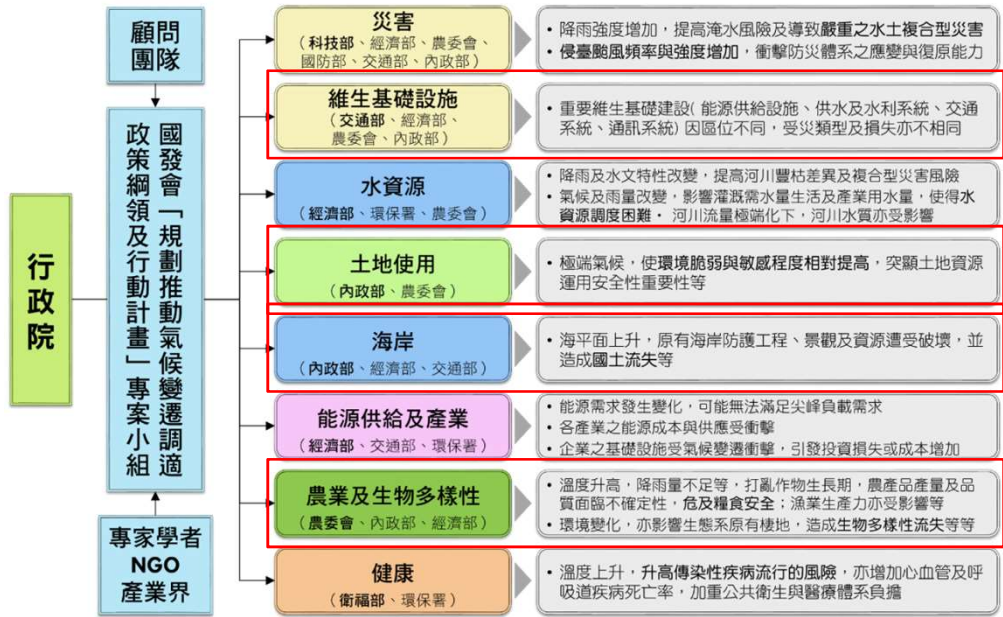 行政院
顧問
團隊
國發會「規劃推動氣候變遷調適
政策綱領及行動計畫」專案小組
專家學者
NGO
產業界
災害
(科技部、經濟部、農委會、
國防部、交通部、內政部)
• 降雨強度增加，提高淹水風險及導致嚴重之水土複合型災害
• 侵臺颱風頻率與強度增加，衝擊防災體系之應變與復原能力
維生基礎設施
(交通部、經濟部、
農委會、內政部)
• 重要維生基礎建設( 能源供給設施、供水及水利系統、交通
系統、通訊系統) 因區位不同，受災類型及損失亦不相同
水資源
(經濟部、環保署、農委會)
• 降雨及水文特性改變，提高河川豐枯差異及複合型災害風險
• 氣候及雨量改變，影響灌溉需水量生活及產業用水量，使得水
資源調度困難・ 河川流量極端化下，河川水質亦受影響
土地使用
(內政部、農委會)
• 極端氣候，使環境脆弱與敏感程度相對提高，突顯土地資源
運用安全性重要性等
海岸
(內政部、經濟部、交通部)
• 海平面上升，原有海岸防護工程、景觀及資源遭受破壞，並
造成國土流失等
能源供給及產業
(經濟部、交通部、環保署)
• 能源需求發生變化，可能無法滿足尖峰負載需求
• 各產業之能源成本與供應受衝擊
• 企業之基礎設施受氣候變遷衝擊，引發投資損失或成本增加
農業及生物多樣性
(農委會、內政部、經濟部)
• 溫度升高，降雨量不足等，打亂作物生長期，農產品產量及品
質面臨不確定性，危及糧食安全；漁業生產力亦受影響等
• 環境變化，亦影響生態系原有棲地，造成生物多樣性流失等等
健康
(衛福部、環保署)
• 溫度上升，升高傳染性疾病流行的風險，亦增加心血管及呼
吸道疾病死亡率，加重公共衛生與醫療體系負擔